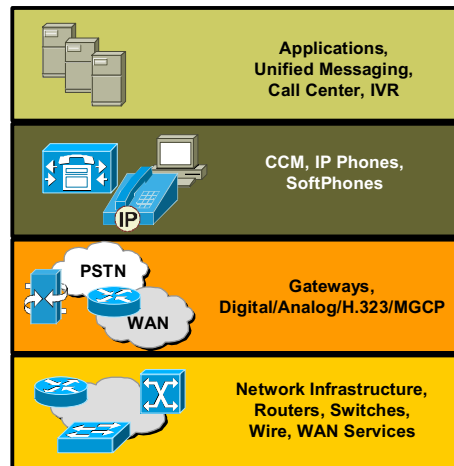 Applications,
Unified Messaging,
Call Center, IVR
CCM, IP Phones,
SoftPhones
IP
PSTN
WAN
Gateways,
Digital/Analog/H.323/MGCP
Network Infrastructure,
Routers, Switches,
Wire, WAN Services